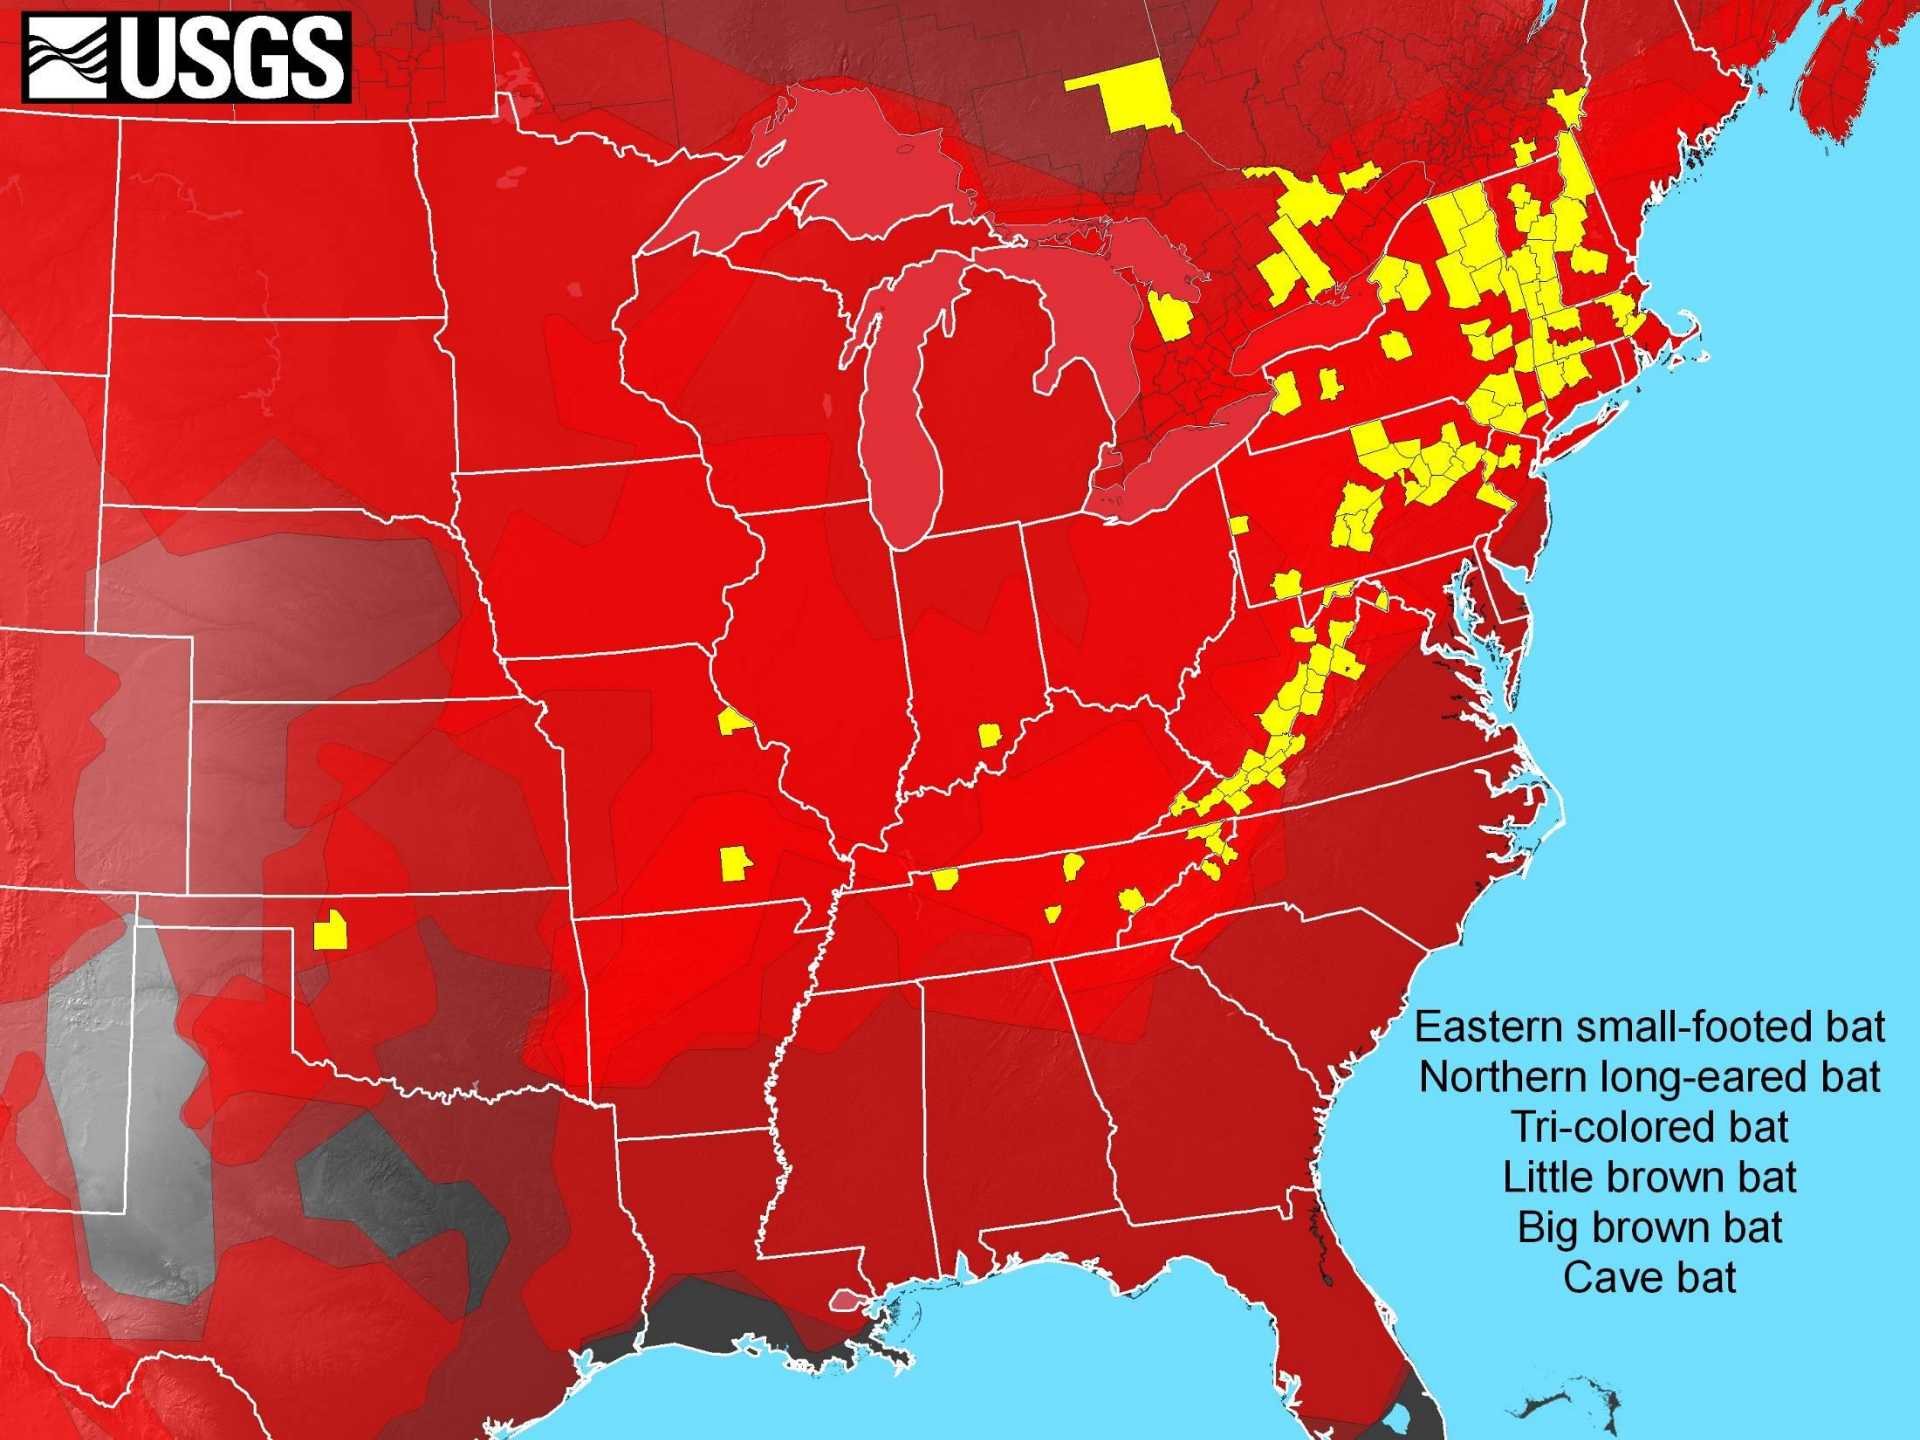 USGS
Eastern small-footed bat
Northern long-eared bat
Tri-colored bat
Little brown bat
Big brown bat
Cave bat